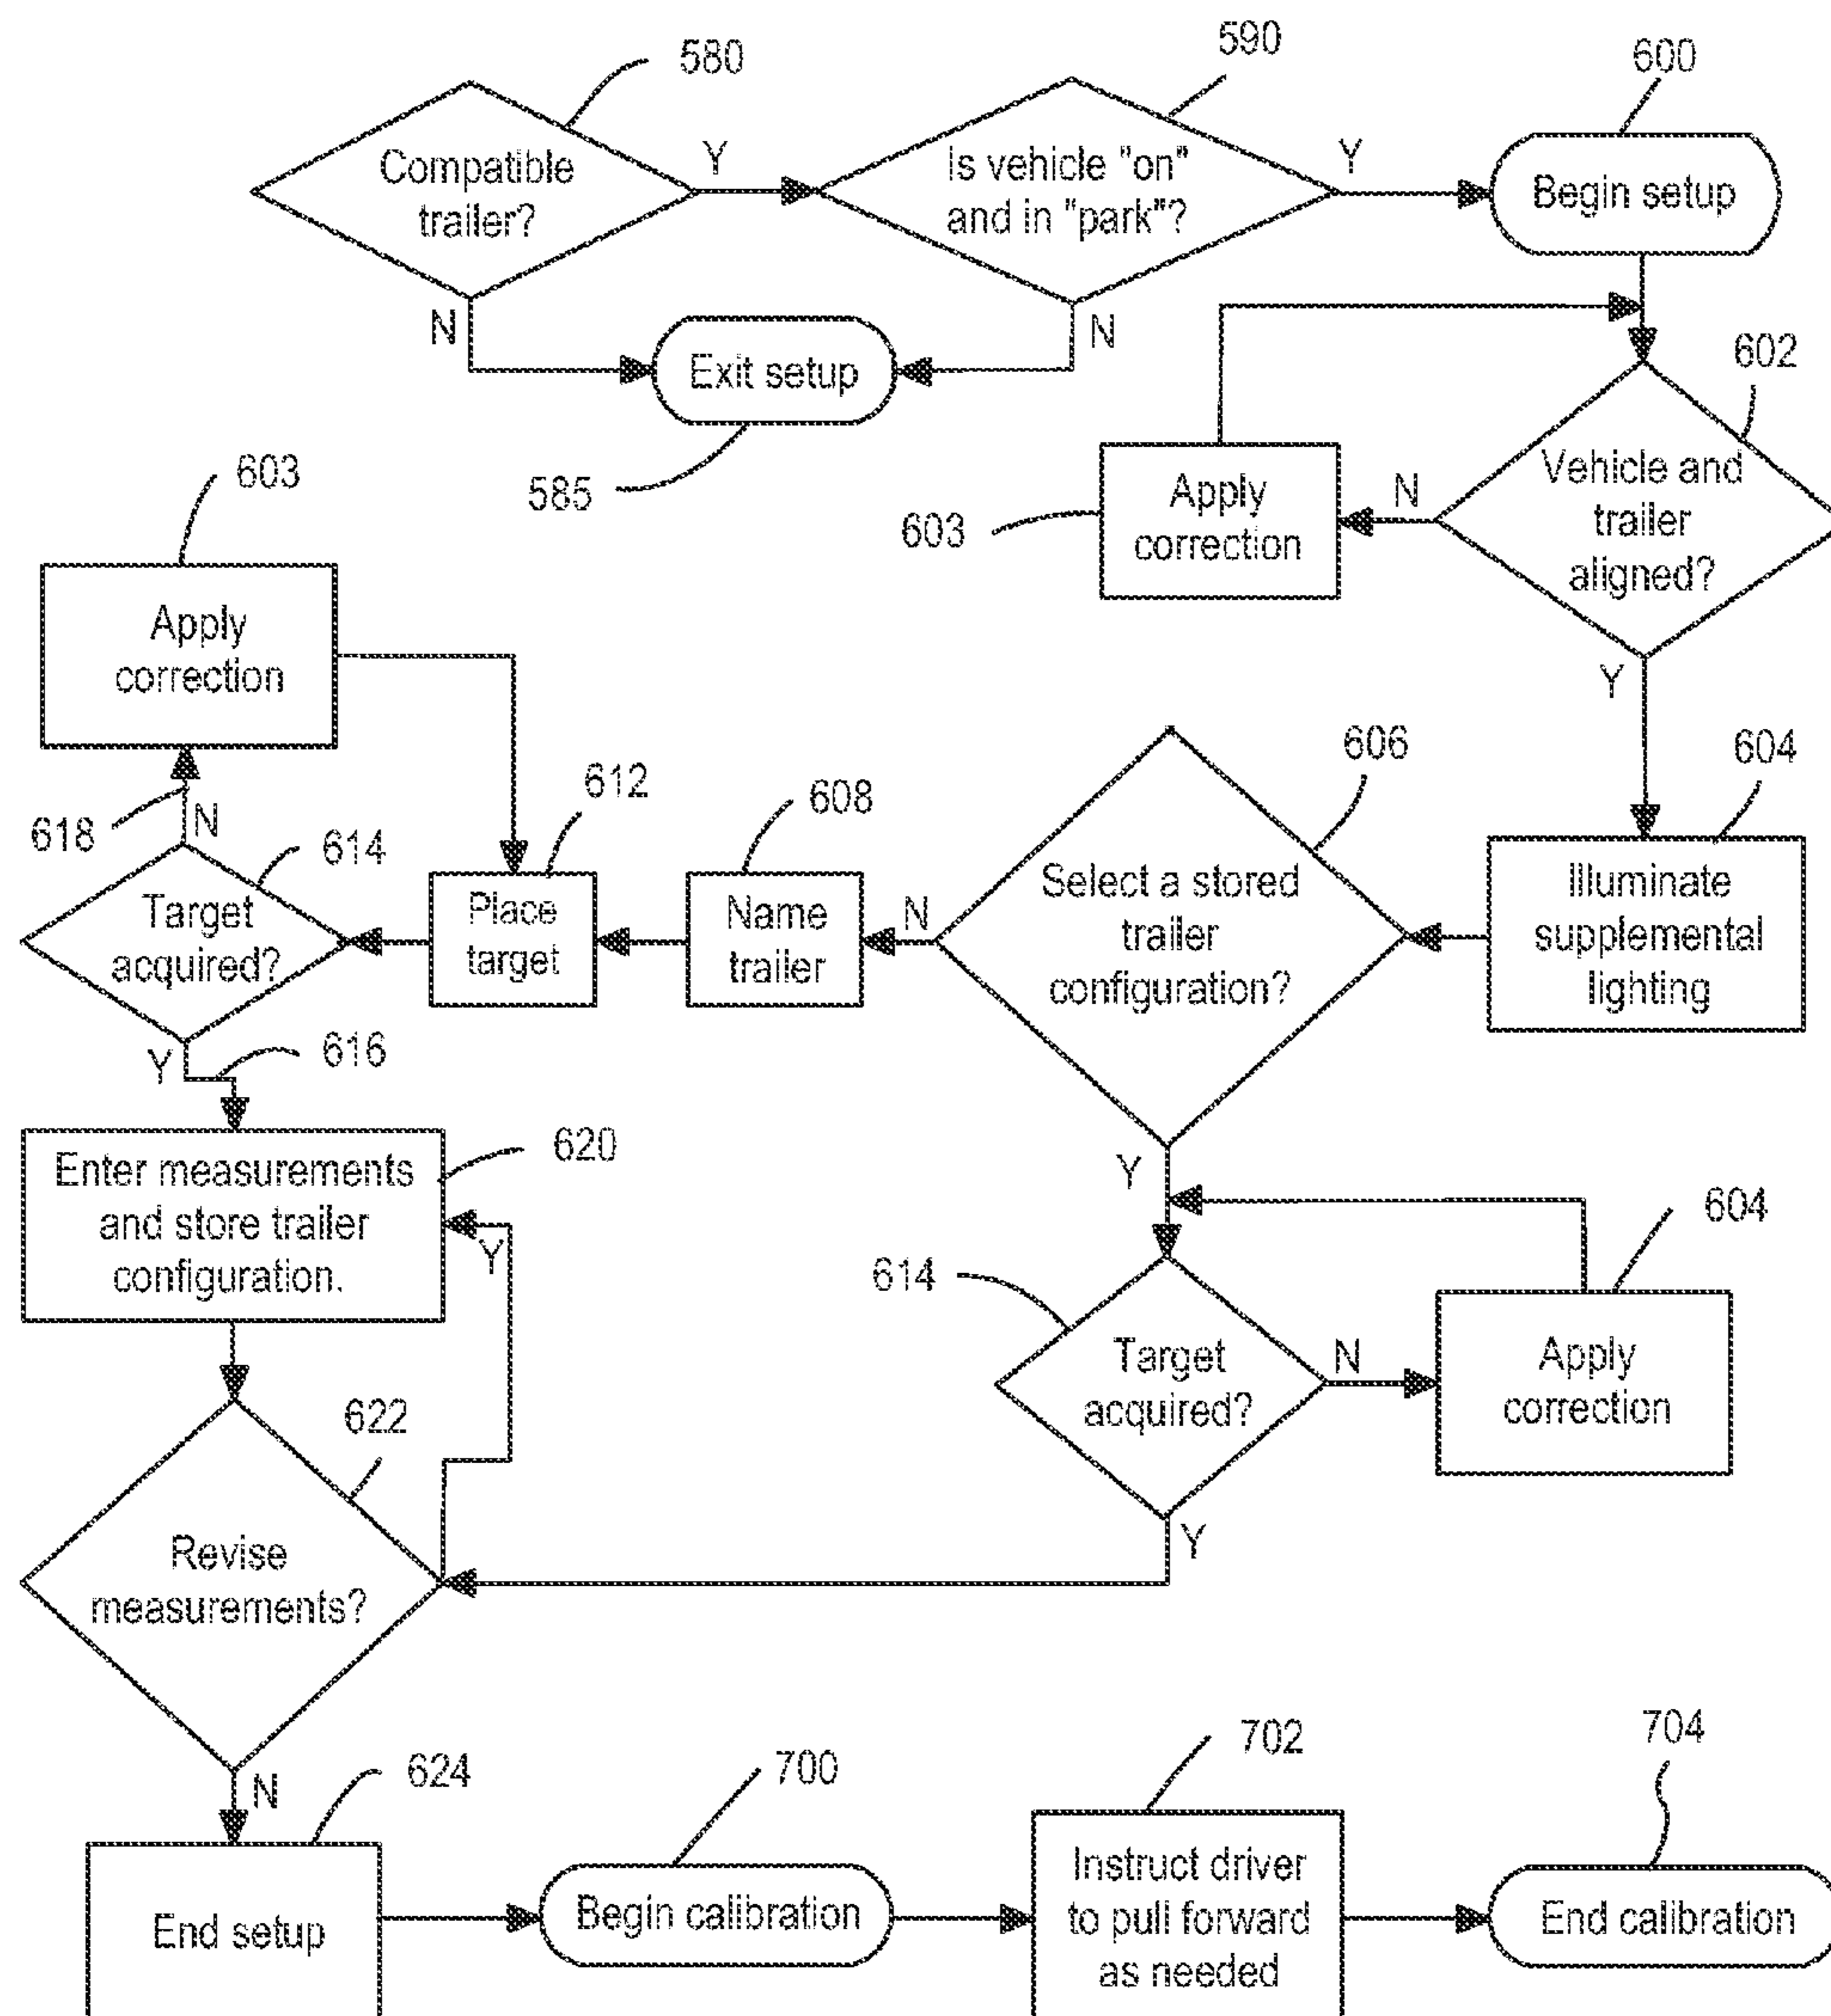 580
590
600
Compatible
trailer?
Y
Is vehicle "on"
and in "park"?
Y
Begin setup
N
Exit setup
N
585
602
Vehicle and
trailer
aligned?
N
Apply
correction
603
Y
603
Apply
correction
618
N
614
Target
acquired?
612
Place
target
608
Name
trailer
N
606
Select a stored
trailer
configuration?
604
Illuminate
supplemental
lighting
Y
616
Enter measurements
and store trailer
configuration.
620
Y
Y
614
Target
acquired?
N
604
Apply
correction
Y
622
Revise
measurements?
N
624
End setup
700
Begin calibration
702
Instruct driver
to pull forward
as needed
704
End calibration